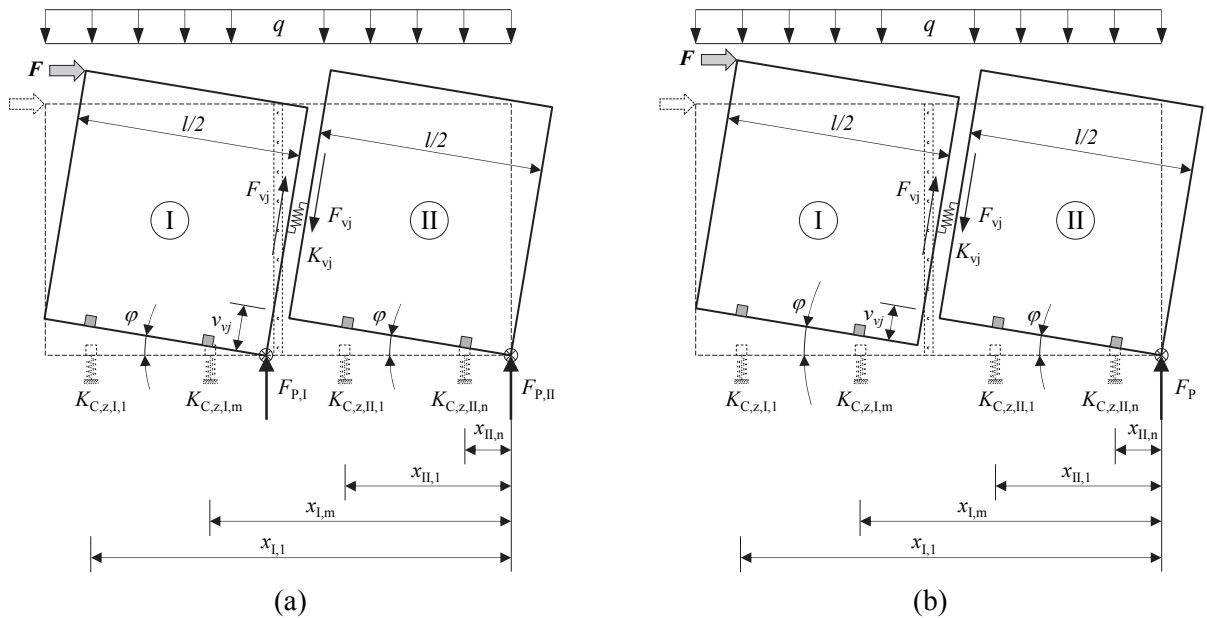 q
F
l/2
l/2
F_vj
F_vj
K_vj
I
II
φ
v_vj
φ
K_C,z,I,1
K_C,z,I,m
F_P,I
K_C,z,II,1
K_C,z,II,n
F_P,II
x_II,n
x_II,1
x_I,m
x_I,1
(a)
q
F
l/2
l/2
F_vj
F_vj
K_vj
I
II
φ
v_vj
φ
K_C,z,I,1
K_C,z,I,m
K_C,z,II,1
K_C,z,II,n
F_P
x_II,n
x_II,1
x_I,m
x_I,1
(b)